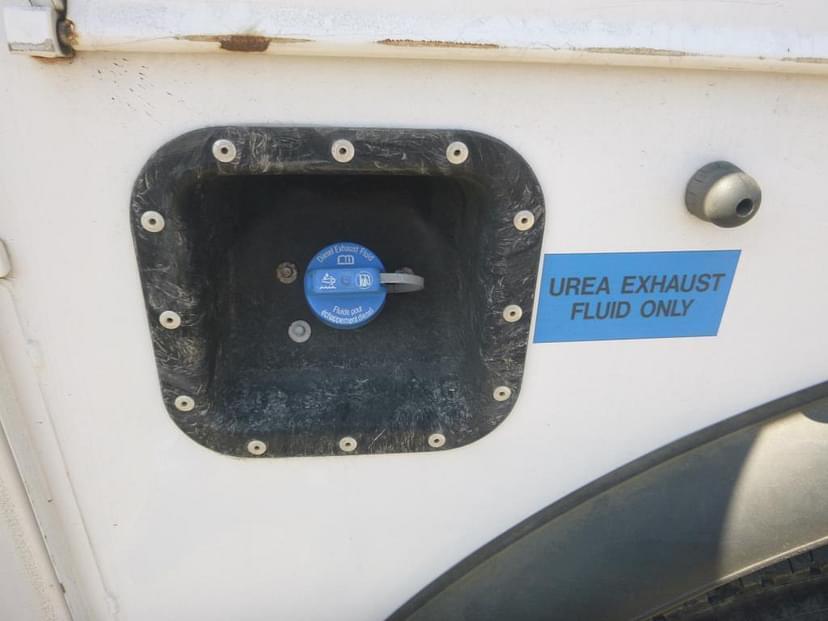 Diesel Exhaust Fluid
Fluide pour
échappement diesel
UREA EXHAUST
FLUID ONLY